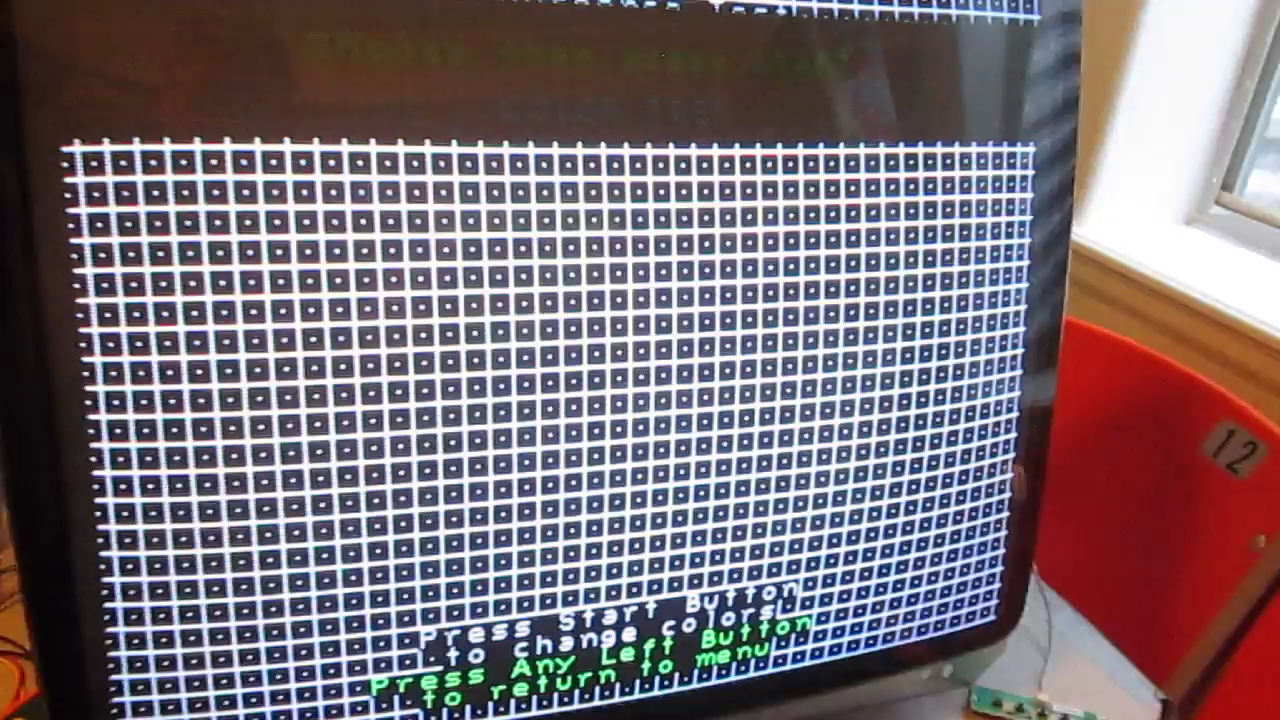 Press Start Button
to change colors
Press Any Left Button
to return to menu
12